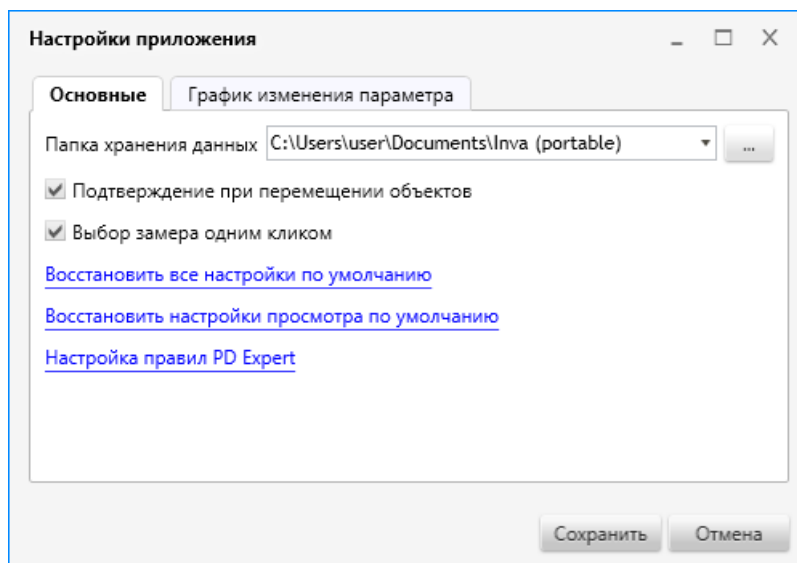 Настройки приложения
Основные График изменения параметра
Папка хранения данных C:\Users\user\Documents\Inva (portable) ...
Подтверждение при перемещении объектов
Выбор замера одним кликом
Восстановить все настройки по умолчанию
Восстановить настройки просмотра по умолчанию
Настройка правил PD Expert
Сохранить Отмена